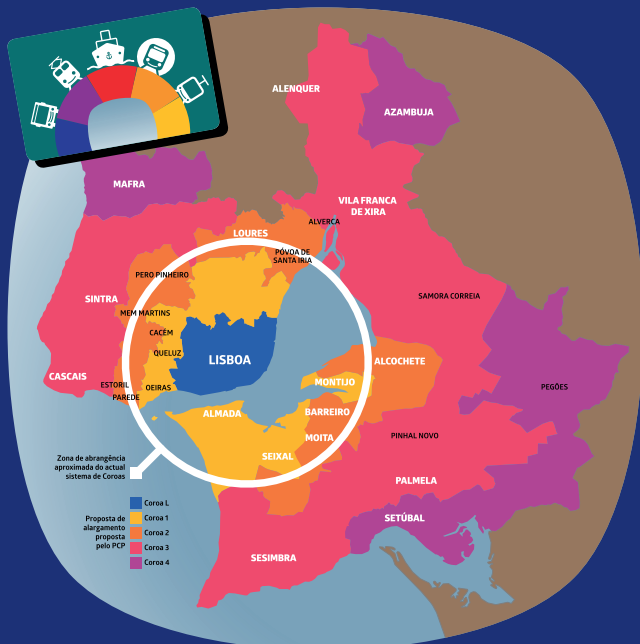 ALENQUER
AZAMBUJA
MAFRA
VILA FRANCA
DE XIRA
ALVERCA
LOURES
PÓVOA DE
SANTA IRIA
PERO PINHEIRO
SINTRA
SAMORA CORREIA
MEM MARTINS
CACÉM
QUELUZ
LISBOA
ALCOCHETE
CASCAIS
ESTORIL
OEIRAS
MONTIJO
PEGÕES
PAREDE
ALMADA
BARREIRO
MOITA
PINHAL NOVO
SEIXAL
Zona de abrangência
aproximada do actual
sistema de Coroas
PALMELA
SETÚBAL
Proposta de
alargamento
proposta
pelo PCP
Coroa L
Coroa 1
Coroa 2
Coroa 3
Coroa 4
SESIMBRA